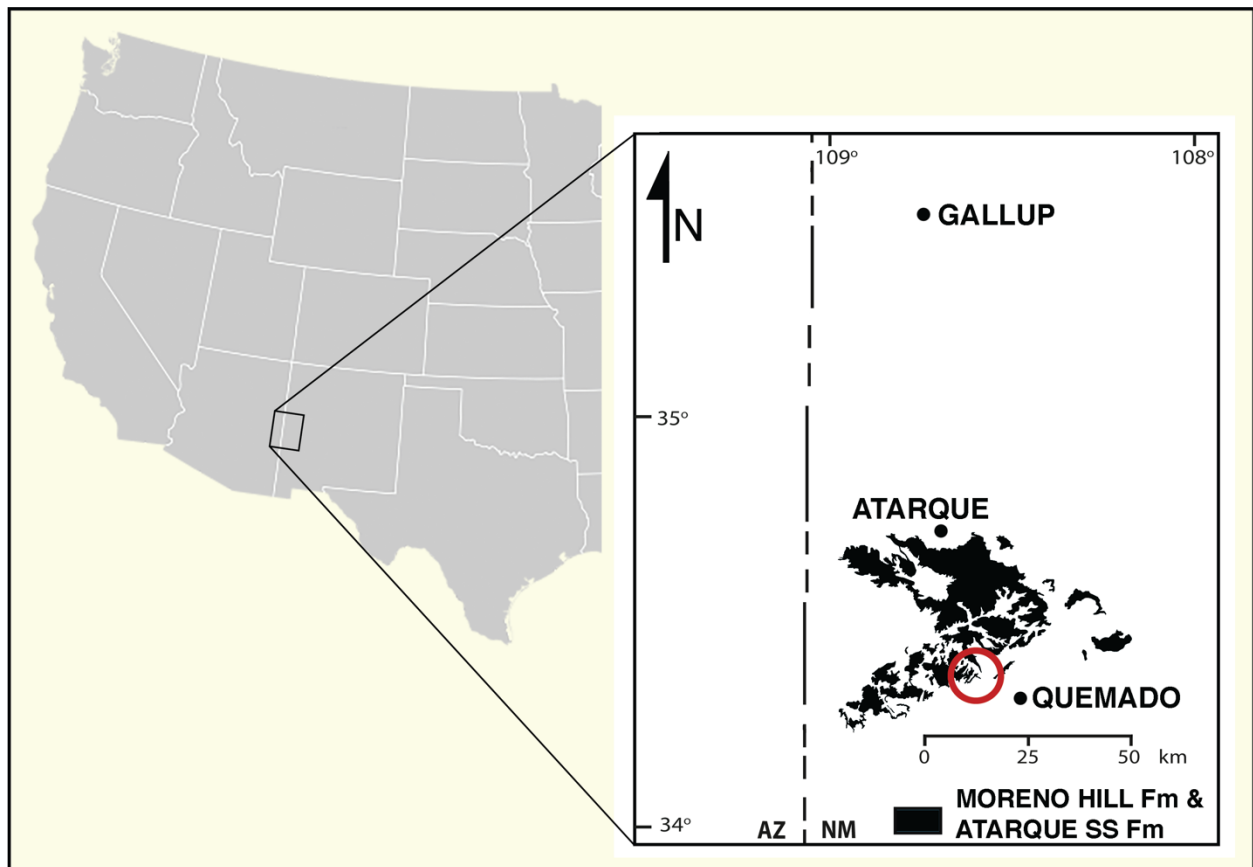 109°
108°
N
GALLUP
35°
ATARQUE
QUEMADO
0 25 50 km
34°
AZ NM
MORENO HILL Fm &
ATARQUE SS Fm